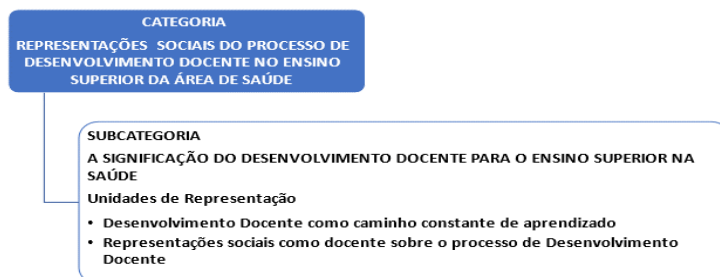 CATEGORIA
REPRESENTAÇÕES SOCIAIS DO PROCESSO DE
DESENVOLVIMENTO DOCENTE NO ENSINO
SUPERIOR DA ÁREA DE SAÚDE
SUBCATEGORIA
A SIGNIFICAÇÃO DO DESENVOLVIMENTO DOCENTE PARA O ENSINO SUPERIOR NA
SAÚDE
Unidades de Representação
• Desenvolvimento Docente como caminho constante de aprendizado
• Representações sociais como docente sobre o processo de Desenvolvimento
Docente